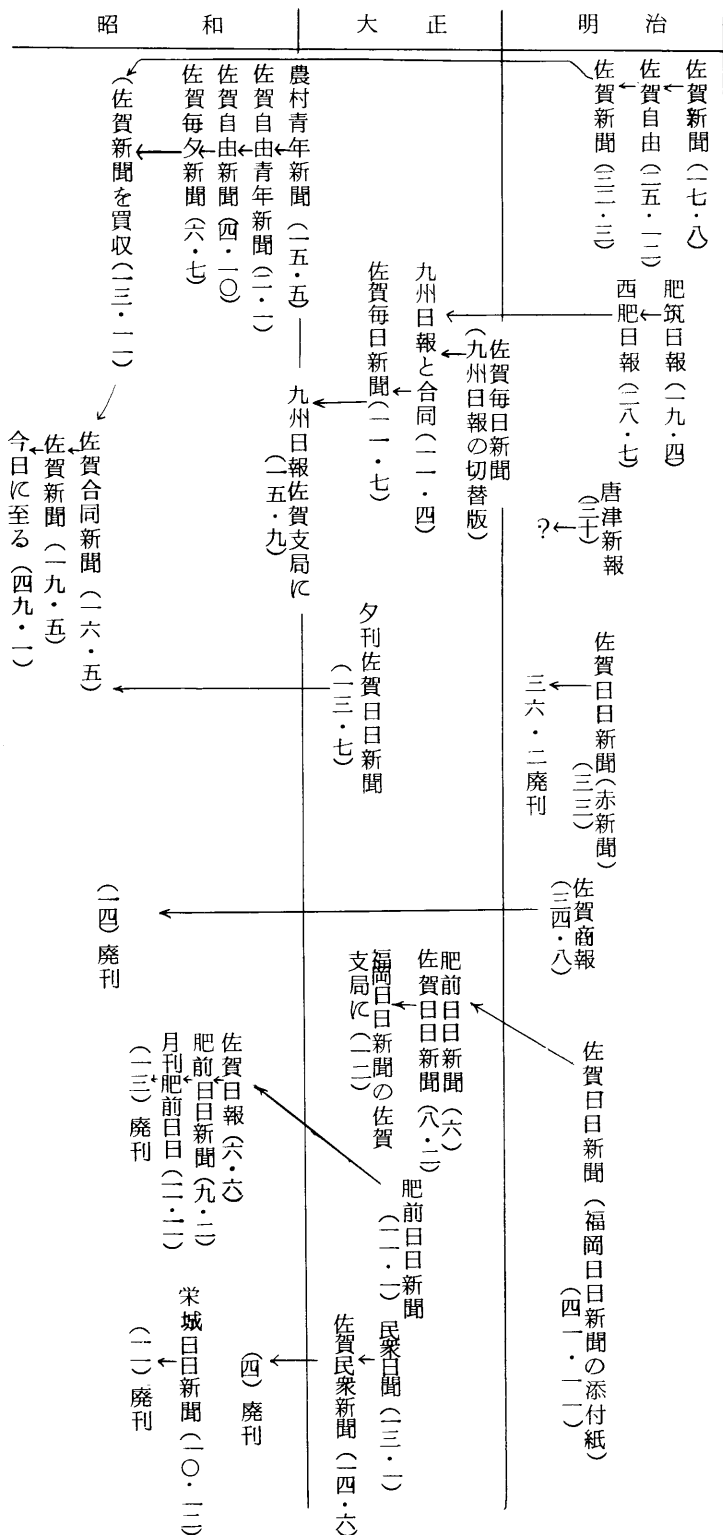 明治
大正
昭和
佐賀新聞(一七・八)
佐賀自由(二五・一二)
佐賀新聞(三二・三)
肥筑日報(一九・四)
西肥日報(二八・七)
唐津新報
(三十)
?
佐賀日日新聞(赤新聞)
(三三)
三六・二廃刊
佐賀商報
(三四・八)
佐賀日日新聞(福岡日日新聞の添付紙)
(四一・一一)
佐賀毎日新聞
(九州日報の切替版)
九州日報と合同(一一・四)
佐賀毎日新聞(一一・七)
九州日報佐賀支局に
(一五・九)
夕刊佐賀日日新聞
(一三・七)
肥前日日新聞(六)
佐賀日日新聞(八・二)
福岡日日新聞の佐賀
支局に(一二)
肥前日日新聞
(一一・一)
民衆日聞(一三・一)
佐賀民衆新聞(一四・六)
(四)廃刊
農村青年新聞(一五・五)
佐賀自由青年新聞(二・一)
佐賀自由新聞(四・一〇)
佐賀毎夕新聞(六・七)
(佐賀新聞を買収(一三・一一)
佐賀合同新聞(一六・五)
佐賀新聞(一九・五)
今日に至る(四九・一)
(一四)廃刊
佐賀日報(六・六)
肥前日日新聞(九・二)
月刊肥前日日(一一・一一)
(一三)廃刊
栄城日日新聞(一〇・一二)
(一一)廃刊